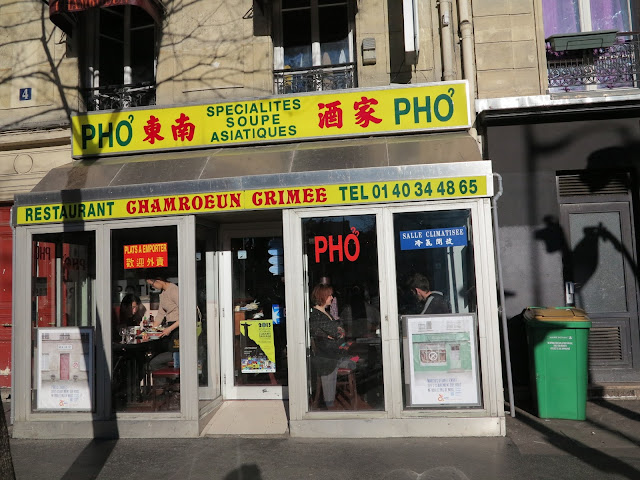 4
PHỞ 東南 SPECIALITÉS SOUPE ASIATIQUES 酒家 PHỞ
RESTAURANT CHAMROEUN CRIMEE TEL 01 40 34 48 65
PLATS A EMPORTER
歡迎外賣
PHỞ
SALLE CLIMATISEE
冷氣開放